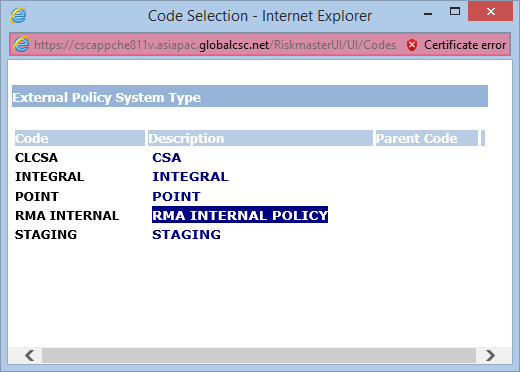 Code Selection - Internet Explorer
https://cscappche811v.asiapac.globalcsc.net/RiskmasterUI/UI/Codes, Certificate error
External Policy System Type
Code Description Parent Code
CLCSA CSA
INTEGRAL INTEGRAL
POINT POINT
RMA INTERNAL RMA INTERNAL POLICY
STAGING STAGING